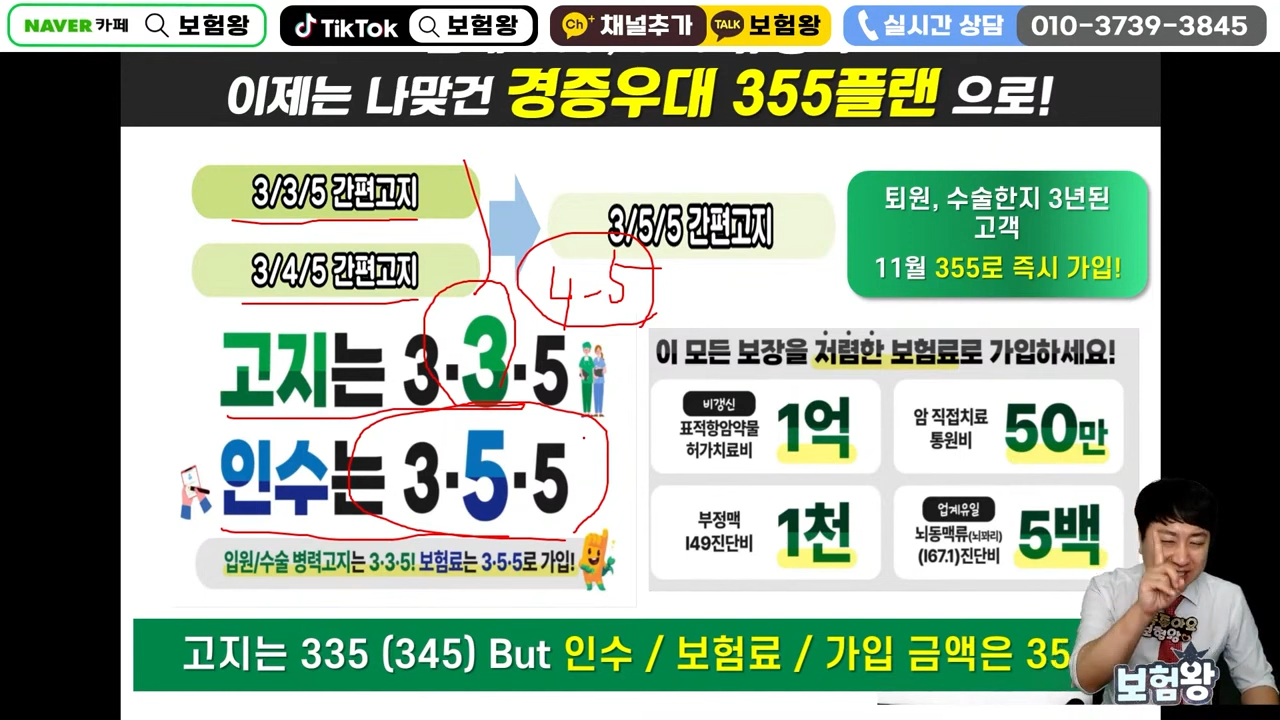 NAVER 카페 보험왕
TikTok 보험왕
Ch+ 채널추가 TALK 보험왕
실시간 상담 010-3739-3845
이제는 나맞건 경증우대 355플랜 으로!
3/3/5 간편고지
3/4/5 간편고지
3/5/5 간편고지
4-5
퇴원, 수술한지 3년된
고객
11월 355로 즉시 가입!
고지는 3·3·5
인수는 3·5·5
입원/수술 병력고지는 3·3·5! 보험료는 3·5·5로 가입!
이 모든 보장을 저렴한 보험료로 가입하세요!
비갱신
표적항암약물
허가치료비
1억
암 직접치료
통원비
50만
부정맥
I49진단비
1천
업계유일
뇌동맥류(뇌꽈리)
(I67.1)진단비
5백
고지는 335 (345) But 인수 / 보험료 / 가입 금액은 35
보험왕
보험왕